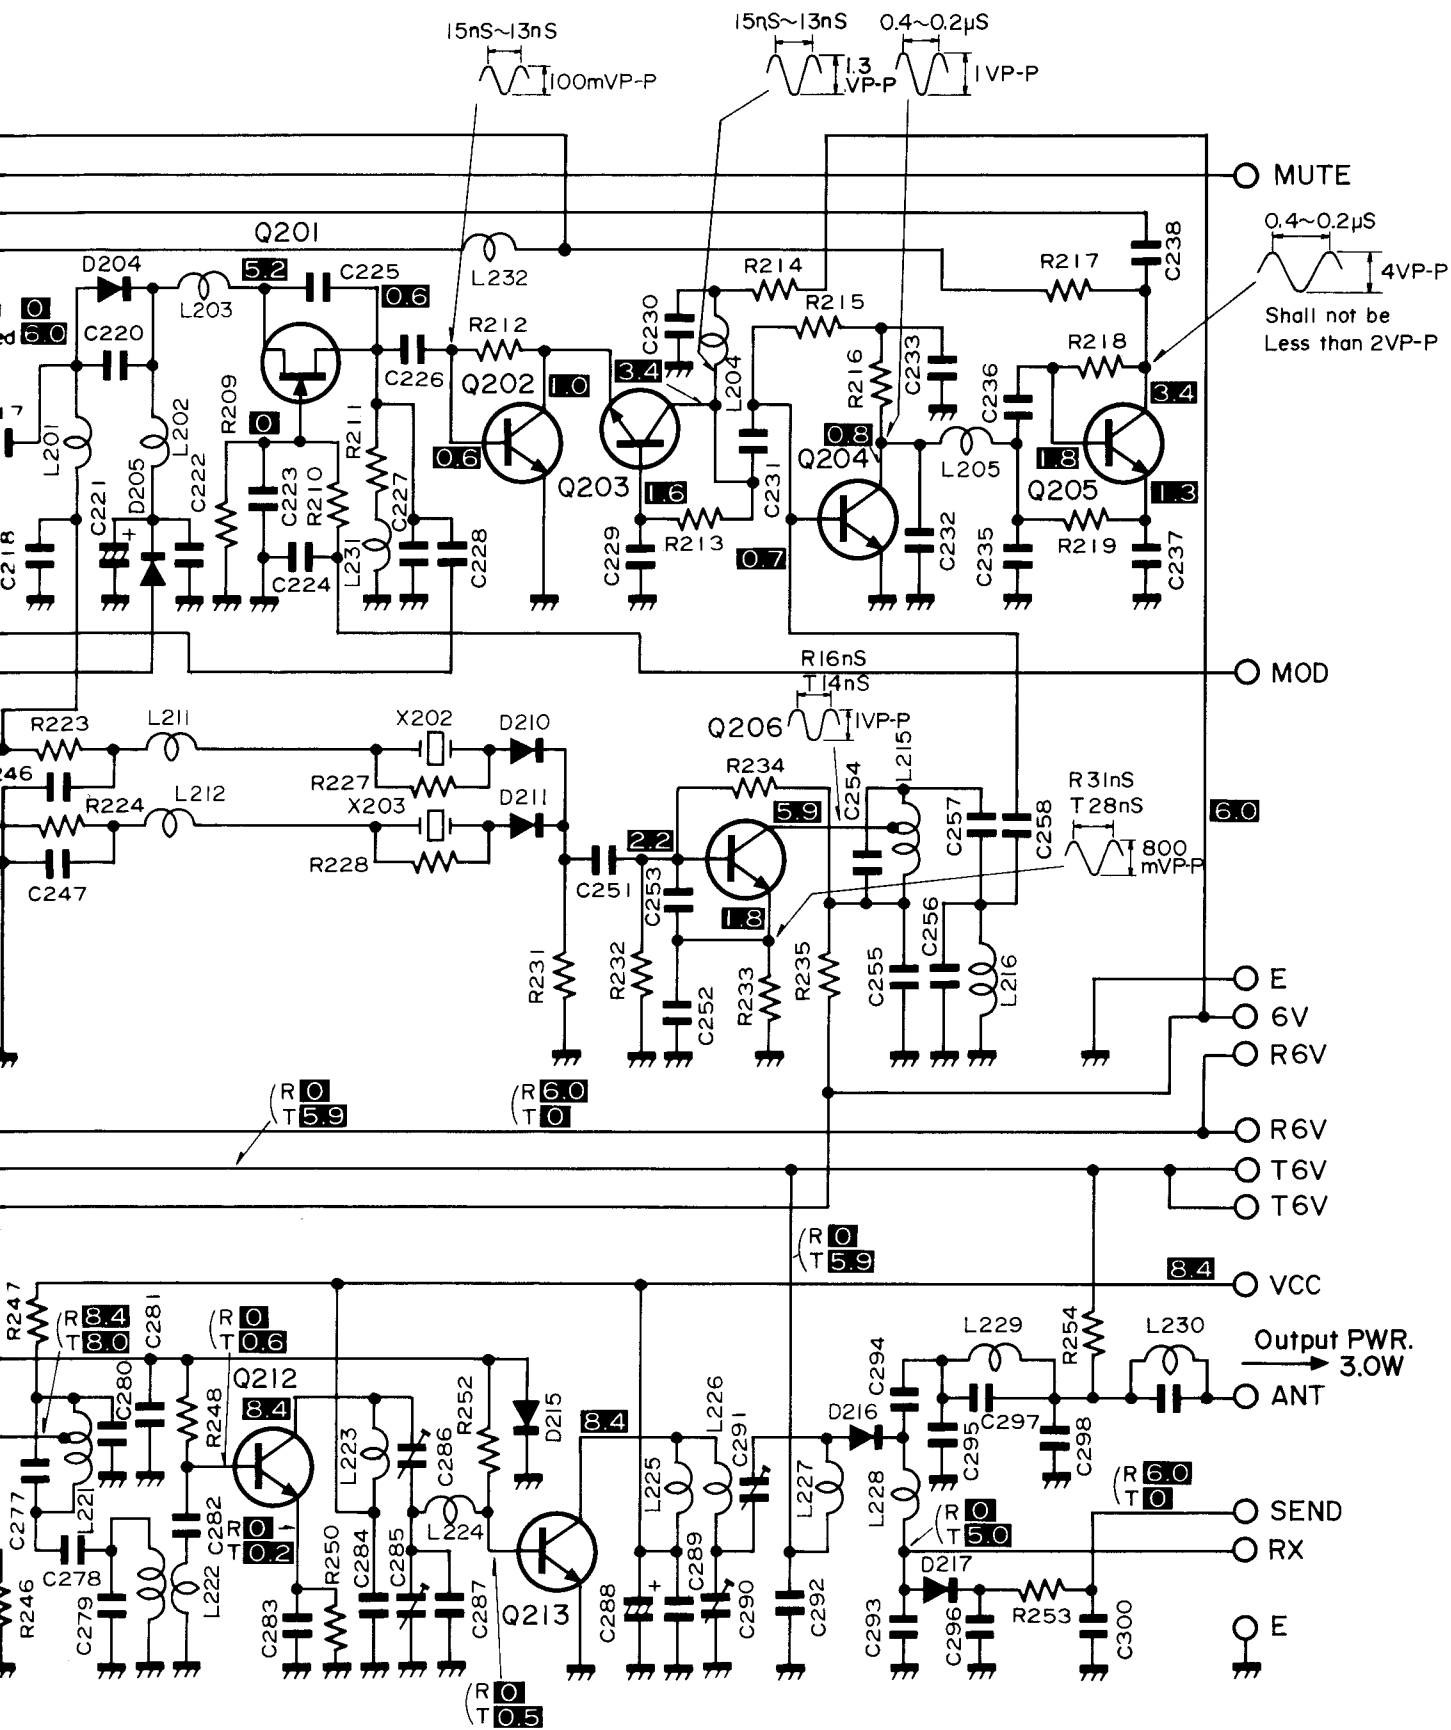 15nS~13nS
100mVP-P
15nS~13nS
1.3
VP-P
0.4~0.2µS
1VP-P
MUTE
0.4~0.2µS
4VP-P
Shall not be
Less than 2VP-P
Q201
D204
5.2
C225
0.6
L232
R214
R215
R217
C238
0
6.0
C220
L203
R212
C230
R218
C226
Q202
1.0
3.4
L204
R216
C233
C236
3.4
17
L201
L202
R209
0
R211
0.6
Q203
1.6
C231
0.8
Q204
L205
1.8
Q205
1.3
C218
C221
+
D205
C222
C223
R210
C227
C224
L231
C228
C229
R213
0.7
C232
C235
R219
C237
R16nS
T14nS
1VP-P
MOD
R223
L211
X202
D210
Q206
C254
L215
R31nS
T28nS
800
mVP-P
6.0
R227
R234
R224
L212
X203
D211
2.2
5.9
C257
C258
C247
R228
C251
C253
1.8
C256
R231
R232
C252
R233
R235
C255
L216
E
6V
R6V
R 0
T 5.9
R 6.0
T 0
R6V
T6V
T6V
R 0
T 5.9
8.4
VCC
R247
R 8.4
T 8.0
C281
R 0
T 0.6
L229
R254
L230
Output PWR.
3.0W
C280
R248
Q212
8.4
R252
D215
8.4
L226
C291
D216
C294
C297
ANT
C277
L221
L223
C286
L225
L227
L228
C295
C298
R 6.0
T 0
C282
R 0
T 0.2
L224
R 0
T 5.0
SEND
RX
C278
L222
R250
C284
C285
C289
D217
R246
C279
C283
C287
Q213
C288
+
C290
C292
C293
C296
R253
C300
E
R 0
T 0.5